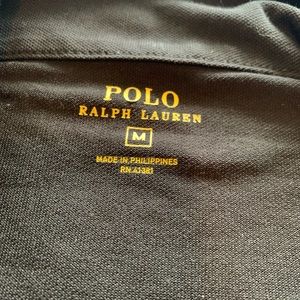 POLO
RALPH LAUREN
M
MADE IN PHILIPPINES
RN 41381